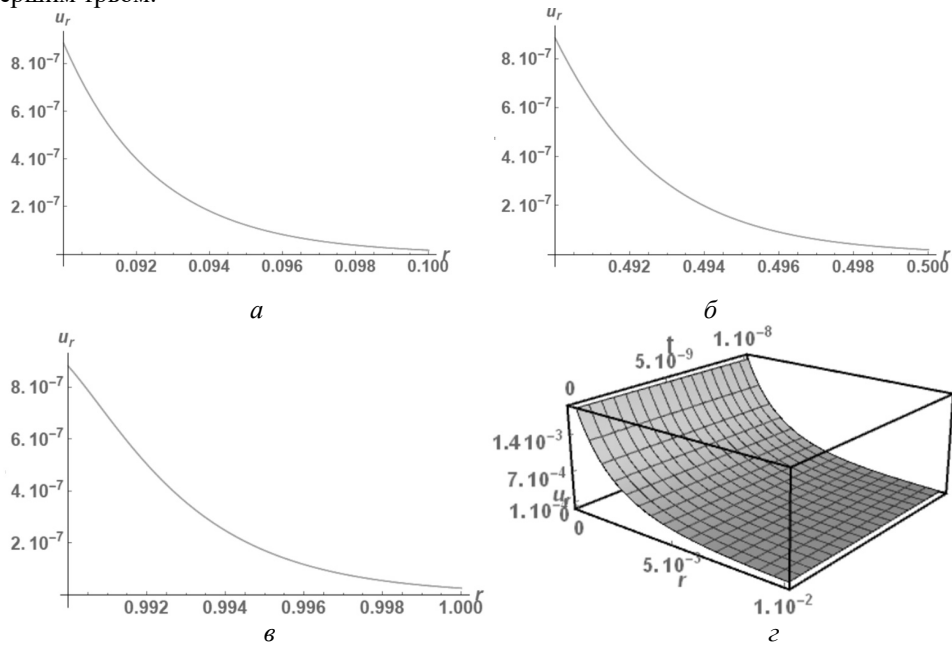 ершим трвом.
u_r
8. 10⁻⁷
6. 10⁻⁷
4. 10⁻⁷
2. 10⁻⁷
0.092 0.094 0.096 0.098 0.100 r
а
u_r
8. 10⁻⁷
6. 10⁻⁷
4. 10⁻⁷
2. 10⁻⁷
0.492 0.494 0.496 0.498 0.500 r
б
u_r
8. 10⁻⁷
6. 10⁻⁷
4. 10⁻⁷
2. 10⁻⁷
0.992 0.994 0.996 0.998 1.000 r
в
t
1. 10⁻⁸
5. 10⁻⁹
0
1.4 10⁻³
7. 10⁻⁴
u_r
0
5. 10⁻³
r
1. 10⁻²
г